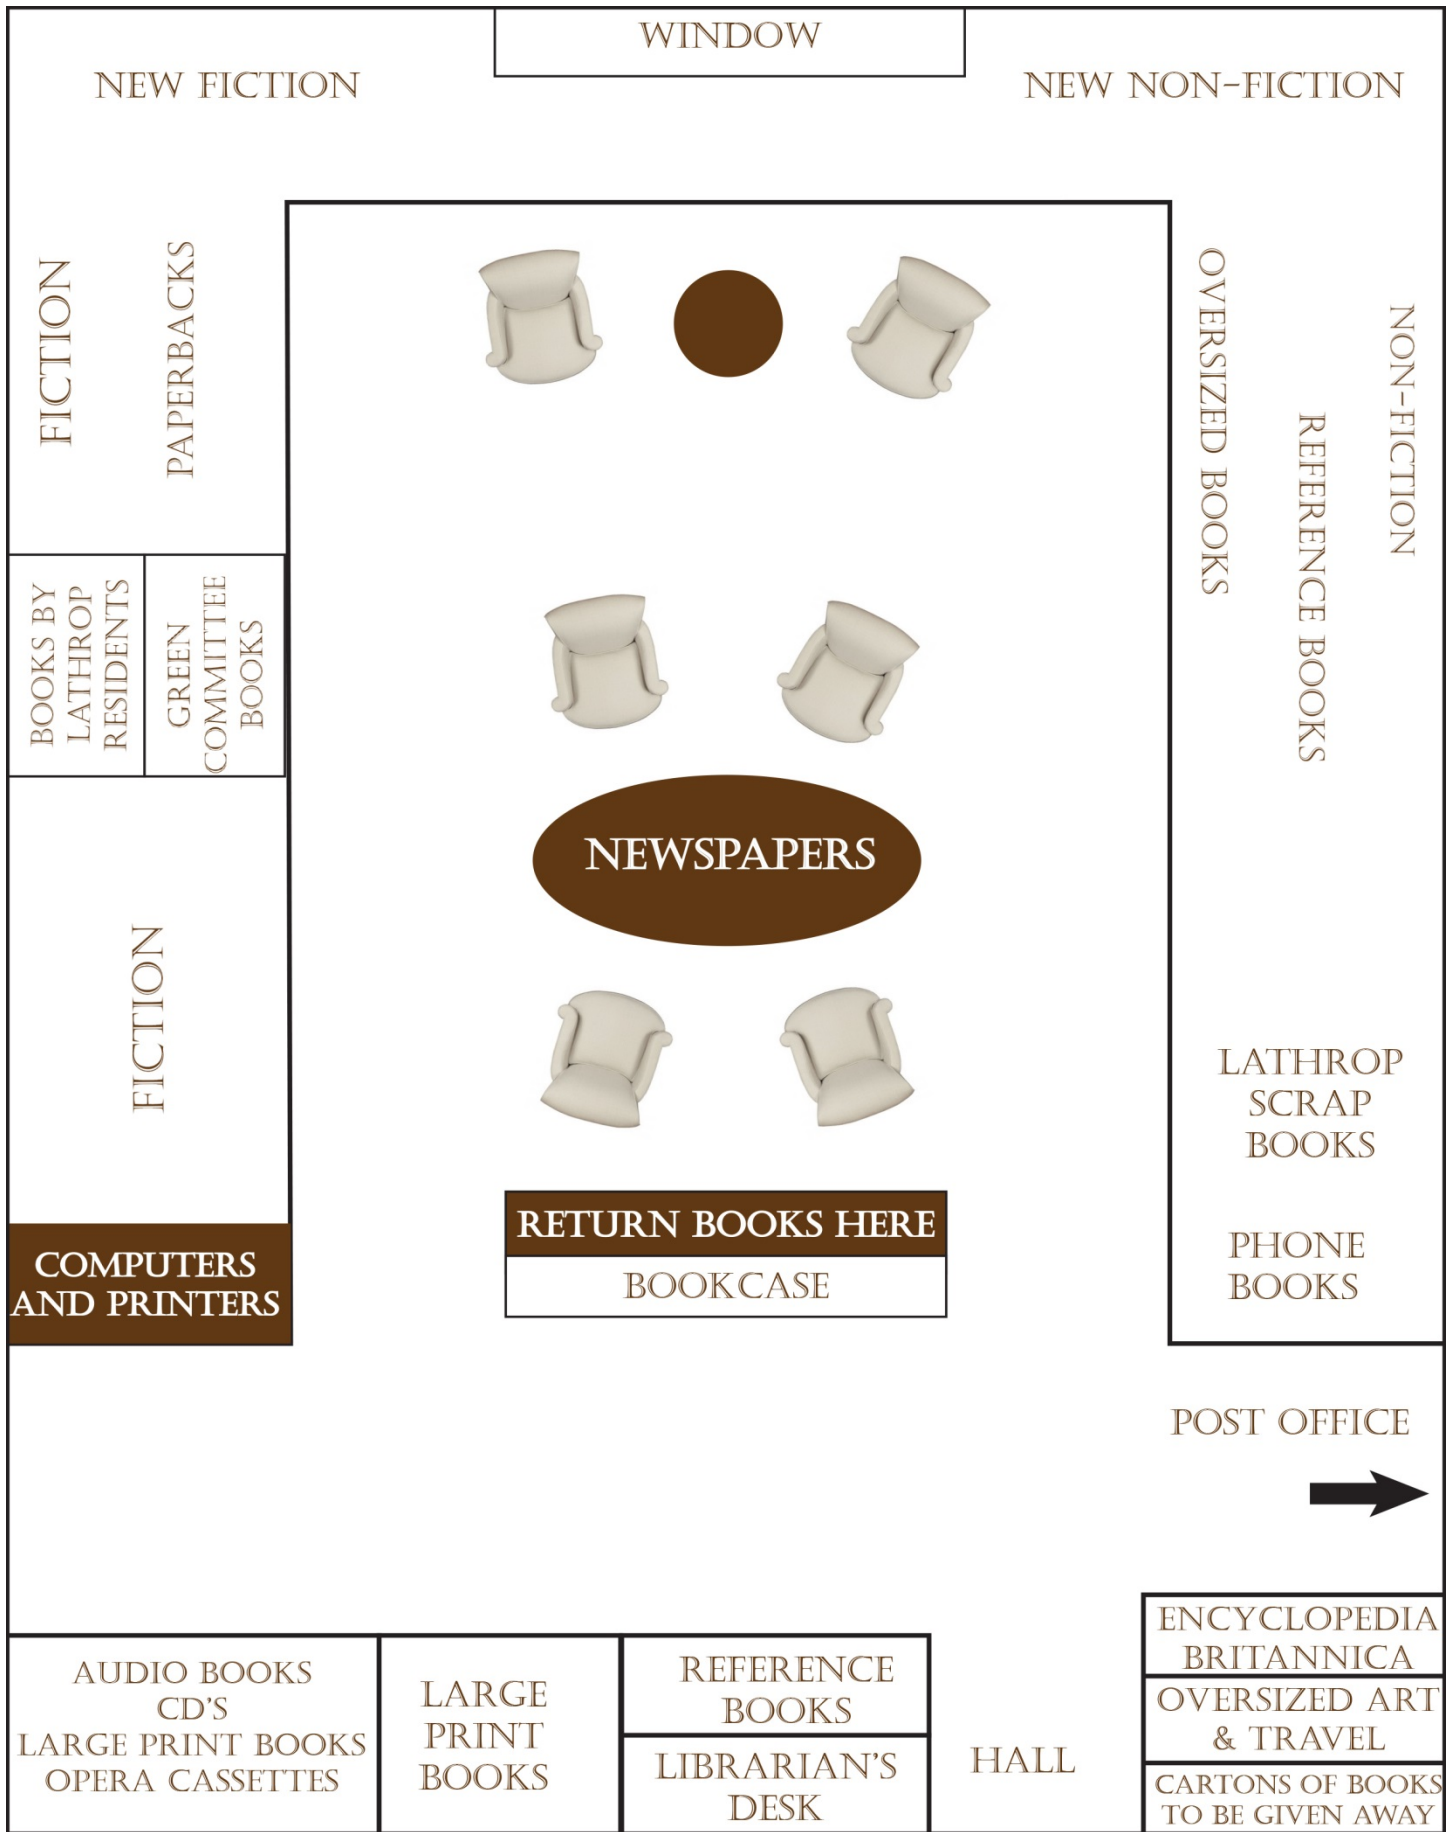 WINDOW
NEW FICTION
NEW NON-FICTION
FICTION
PAPERBACKS
OVERSIZED BOOKS
REFERENCE BOOKS
NON-FICTION
BOOKS BY
LATHROP
RESIDENTS
GREEN
COMMITTEE
BOOKS
NEWSPAPERS
FICTION
LATHROP
SCRAP
BOOKS
RETURN BOOKS HERE
BOOKCASE
PHONE
BOOKS
COMPUTERS
AND PRINTERS
POST OFFICE
AUDIO BOOKS
CD'S
LARGE PRINT BOOKS
OPERA CASSETTES
LARGE
PRINT
BOOKS
REFERENCE
BOOKS
LIBRARIAN'S
DESK
HALL
ENCYCLOPEDIA
BRITANNICA
OVERSIZED ART
& TRAVEL
CARTONS OF BOOKS
TO BE GIVEN AWAY